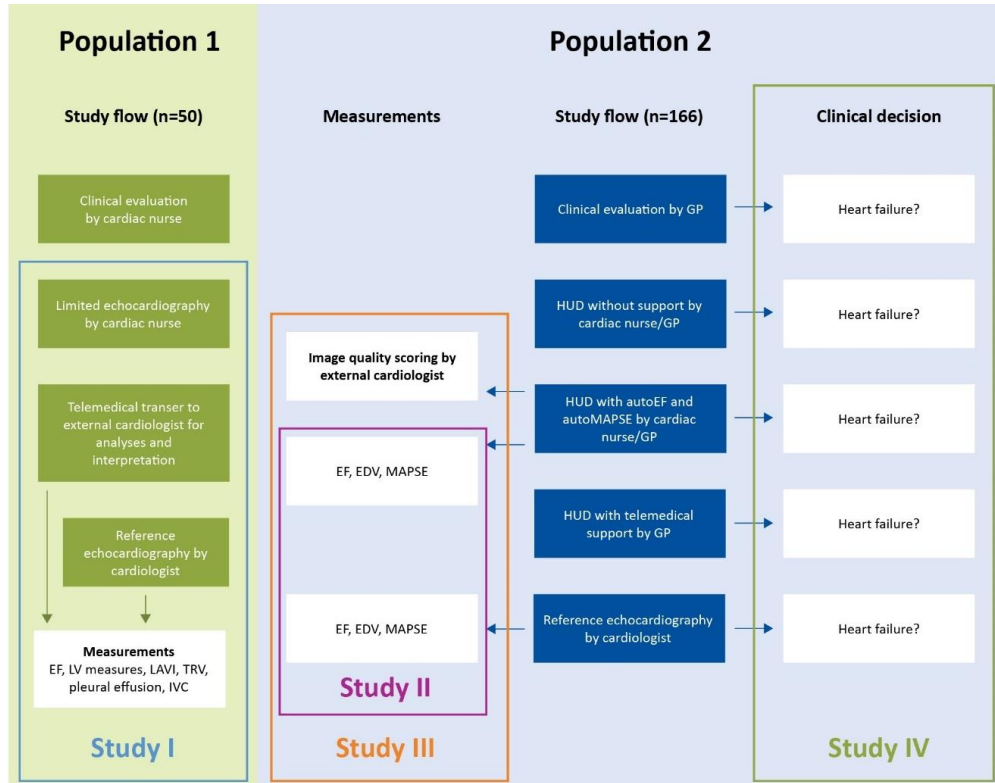 Population 1
Study flow (n=50)
Clinical evaluation
by cardiac nurse
Limited echocardiography
by cardiac nurse
Telemedical transer to
external cardiologist for
analyses and
interpretation
Reference
echocardiography by
cardiologist
Measurements
EF, LV measures, LAVI, TRV,
pleural effusion, IVC
Study I
Population 2
Measurements
Image quality scoring by
external cardiologist
EF, EDV, MAPSE
EF, EDV, MAPSE
Study II
Study III
Study flow (n=166)
Clinical evaluation by GP
HUD without support by
cardiac nurse/GP
HUD with autoEF and
autoMAPSE by cardiac
nurse/GP
HUD with telemedical
support by GP
Reference echocardiography
by cardiologist
Clinical decision
Heart failure?
Heart failure?
Heart failure?
Heart failure?
Heart failure?
Study IV